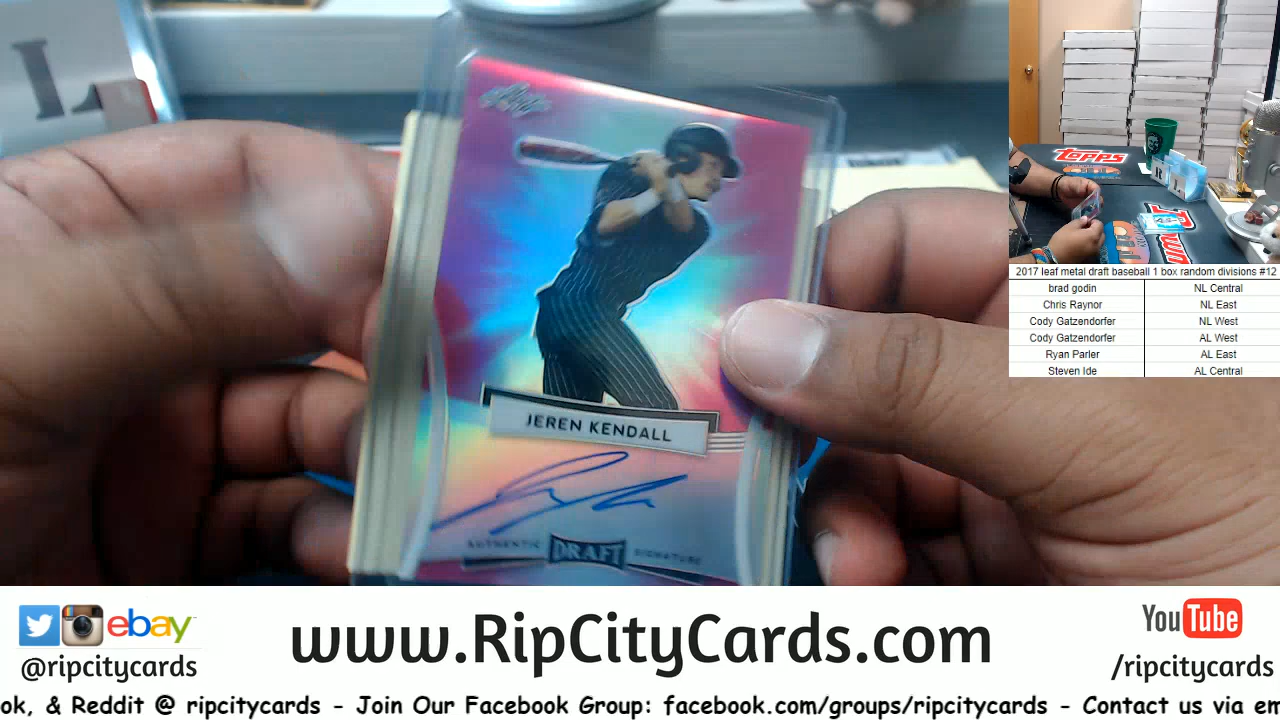 Leaf
JEREN KENDALL
AUTHENTIC DRAFT SIGNATURE
Topps
2017 leaf metal draft baseball 1 box random divisions #12
brad godin NL Central
Chris Raynor NL East
Cody Gatzendorfer NL West
Cody Gatzendorfer AL West
Ryan Parler AL East
Steven Ide AL Central
ebay
@ripcitycards
www.RipCityCards.com
YouTube
/ripcitycards
ok, & Reddit @ ripcitycards - Join Our Facebook Group: facebook.com/groups/ripcitycards - Contact us via en